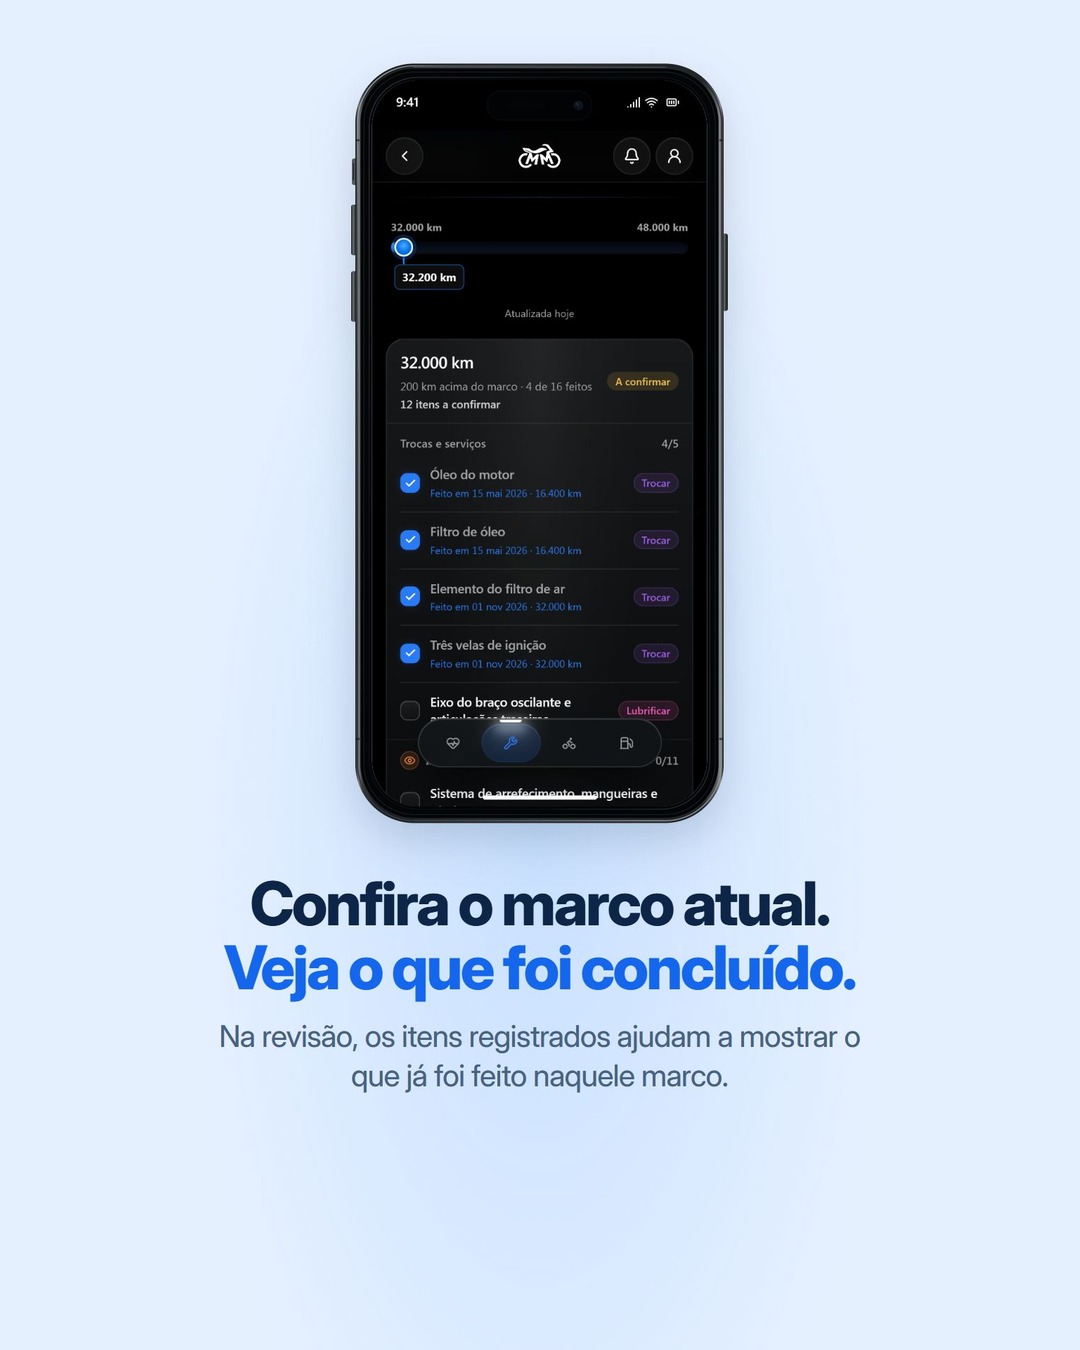 9:41
MM
32.000 km
48.000 km
32.200 km
Atualizada hoje
32.000 km
A confirmar
200 km acima do marco · 4 de 16 feitos
12 itens a confirmar
Trocas e serviços
4/5
Óleo do motor
Feito em 15 mai 2026 · 16.400 km
Trocar
Filtro de óleo
Feito em 15 mai 2026 · 16.400 km
Trocar
Elemento do filtro de ar
Feito em 01 nov 2026 · 32.000 km
Trocar
Três velas de ignição
Feito em 01 nov 2026 · 32.000 km
Trocar
Eixo do braço oscilante e
Lubrificar
0/11
Sistema de arrefecimento, mangueiras e
Confira o marco atual.
Veja o que foi concluído.
Na revisão, os itens registrados ajudam a mostrar o
que já foi feito naquele marco.